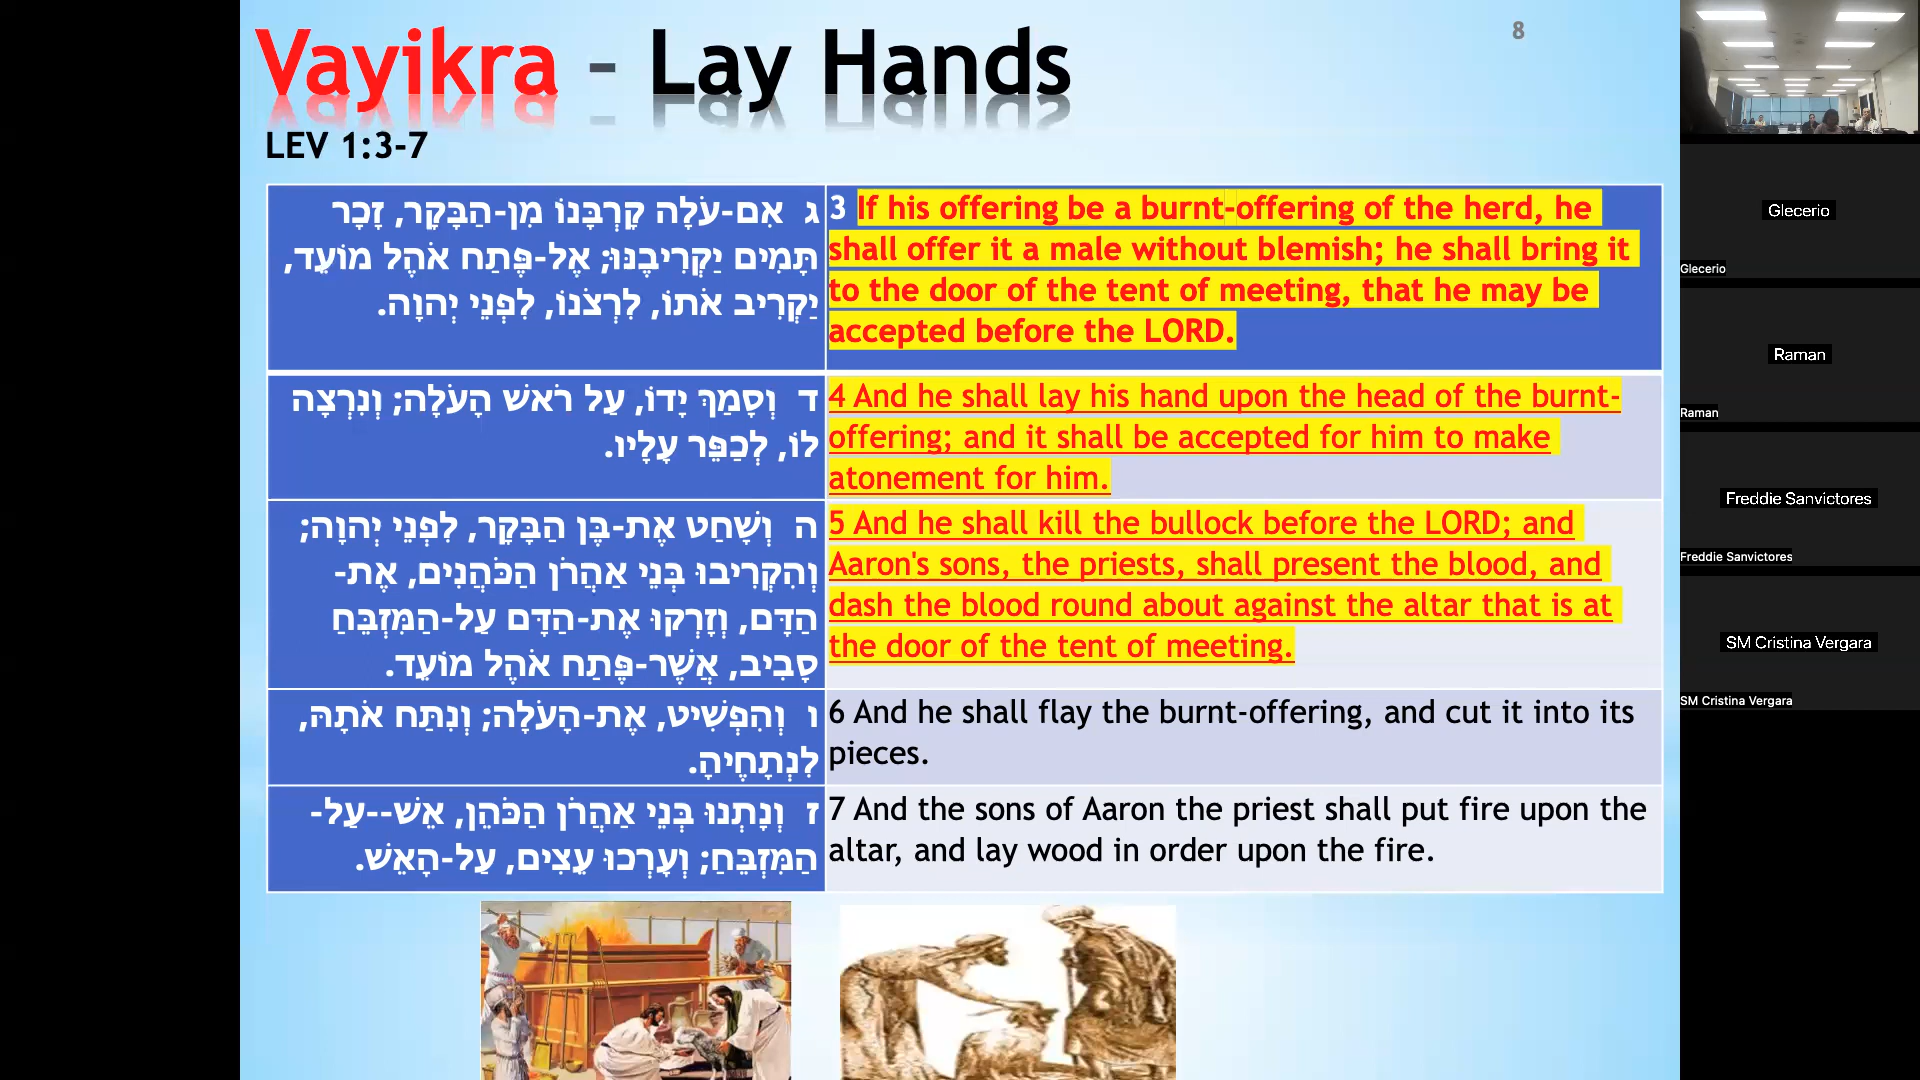 Vayikra - Lay Hands
8
LEV 1:3-7
ג אִם-עֹלָה קָרְבָּנוֹ מִן-הַבָּקָר, זָכָר
תָּמִים יַקְרִיבֶנּוּ; אֶל-פֶּתַח אֹהֶל מוֹעֵד,
יַקְרִיב אֹתוֹ, לִרְצֹנוֹ, לִפְנֵי יְהוָה.
3 If his offering be a burnt-offering of the herd, he
shall offer it a male without blemish; he shall bring it
to the door of the tent of meeting, that he may be
accepted before the LORD.
ד וְסָמַךְ יָדוֹ, עַל רֹאשׁ הָעֹלָה; וְנִרְצָה
לוֹ, לְכַפֵּר עָלָיו.
4 And he shall lay his hand upon the head of the burnt-
offering; and it shall be accepted for him to make
atonement for him.
ה וְשָׁחַט אֶת-בֶּן הַבָּקָר, לִפְנֵי יְהוָה;
וְהִקְרִיבוּ בְּנֵי אַהֲרֹן הַכֹּהֲנִים, אֶת-
הַדָּם, וְזָרְקוּ אֶת-הַדָּם עַל-הַמִּזְבֵּחַ
סָבִיב, אֲשֶׁר-פֶּתַח אֹהֶל מוֹעֵד.
5 And he shall kill the bullock before the LORD; and
Aaron's sons, the priests, shall present the blood, and
dash the blood round about against the altar that is at
the door of the tent of meeting.
ו וְהִפְשִׁיט, אֶת-הָעֹלָה; וְנִתַּח אֹתָהּ,
לִנְתָחֶיהָ.
6 And he shall flay the burnt-offering, and cut it into its
pieces.
ז וְנָתְנוּ בְּנֵי אַהֲרֹן הַכֹּהֵן, אֵשׁ--עַל-
הַמִּזְבֵּחַ; וְעָרְכוּ עֵצִים, עַל-הָאֵשׁ.
7 And the sons of Aaron the priest shall put fire upon the
altar, and lay wood in order upon the fire.
Glecerio
Glecerio
Raman
Raman
Freddie Sanvictores
Freddie Sanvictores
SM Cristina Vergara
SM Cristina Vergara